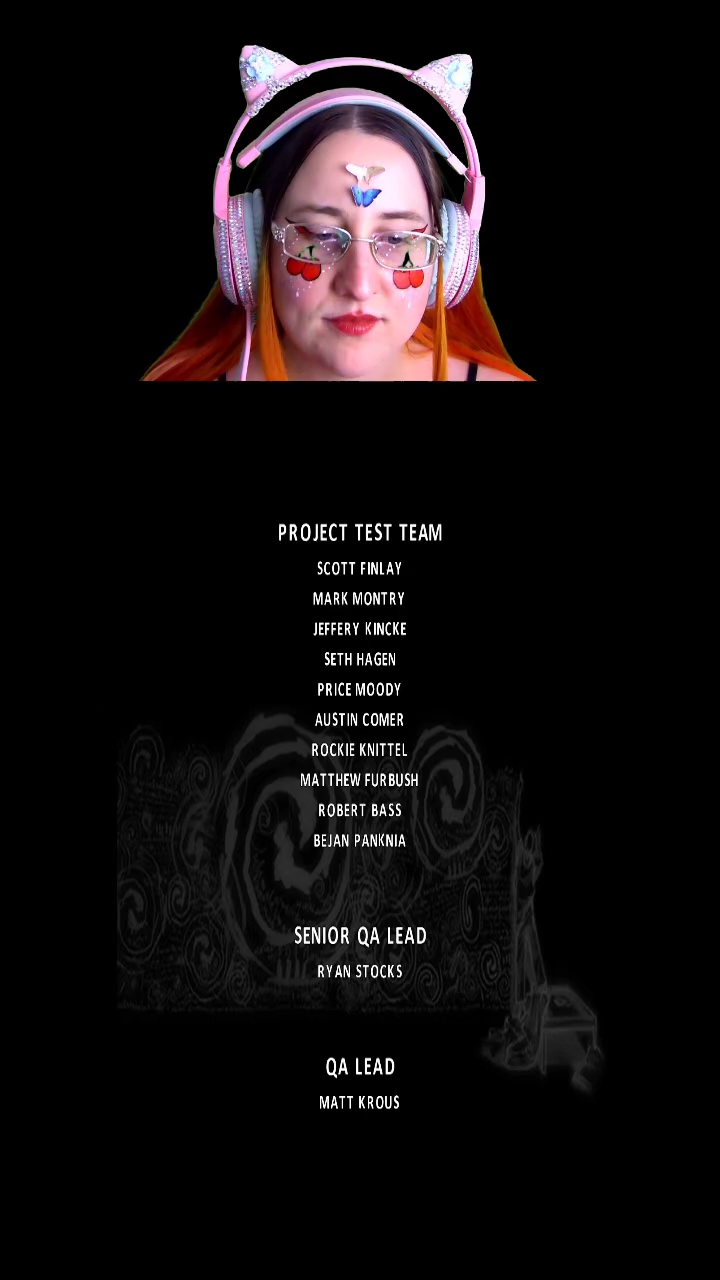 PROJECT TEST TEAM
SCOTT FINLAY
MARK MONTRY
JEFFERY KINCKE
SETH HAGEN
PRICE MOODY
AUSTIN COMER
ROCKIE KNITTEL
MATTHEW FURBUSH
ROBERT BASS
BEJAN PANKNIA
SENIOR QA LEAD
RYAN STOCKS
QA LEAD
MATT KROUS